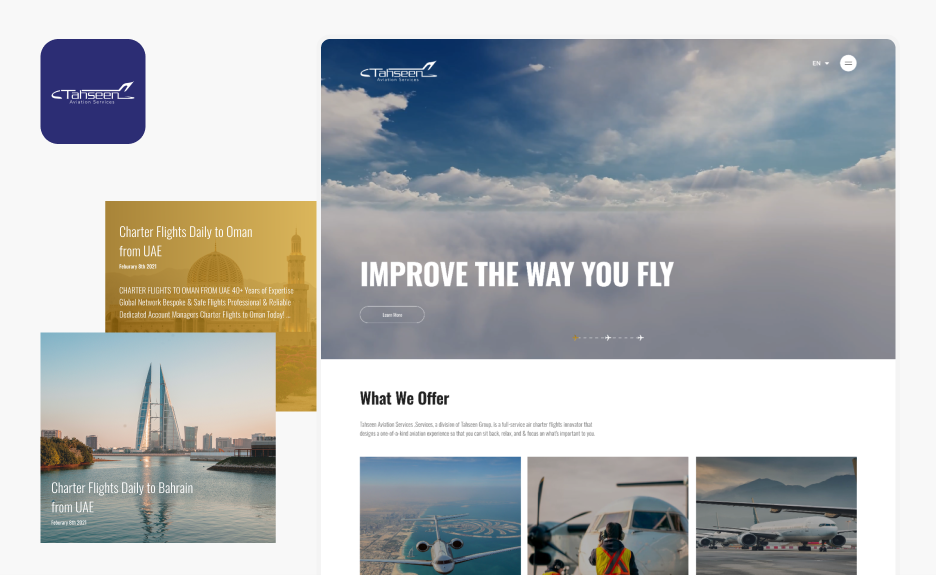 Tahseen
Aviation Services
Charter Flights Daily to Oman
from UAE
Feburary 8th 2021
CHARTER FLIGHTS TO OMAN FROM UAE 40+ Years of Expertise
Global Network Bespoke & Safe Flights Professional & Reliable
Dedicated Account Managers Charter Flights to Oman Today! ...
Charter Flights Daily to Bahrain
from UAE
Feburary 8th 2021
Tahseen
Aviation Services
EN
IMPROVE THE WAY YOU FLY
Learn More
What We Offer
Tahseen Aviation Services .Services, a division of Tahseen Group, is a full-service air charter flights innovator that
designs a one-of-a-kind aviation experience so that you can sit back, relax, and & focus on what's important to you.